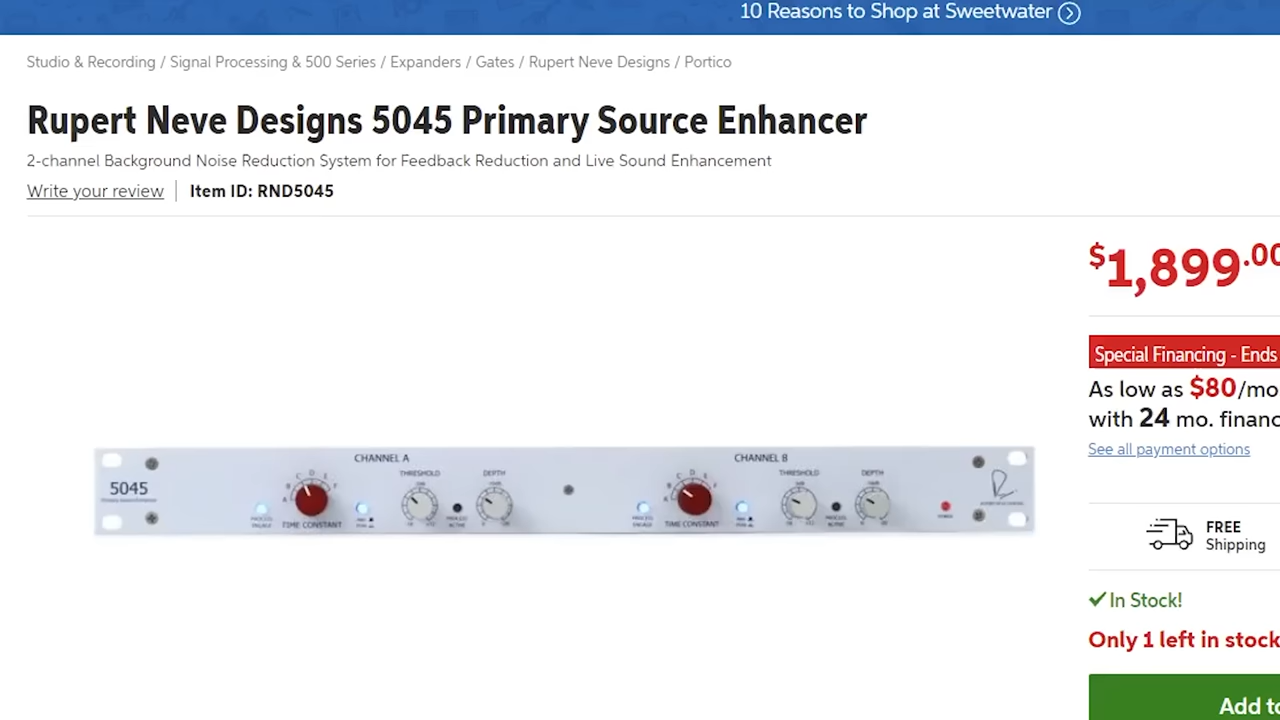 10 Reasons to Shop at Sweetwater
Studio & Recording / Signal Processing & 500 Series / Expanders / Gates / Rupert Neve Designs / Portico
Rupert Neve Designs 5045 Primary Source Enhancer
2-channel Background Noise Reduction System for Feedback Reduction and Live Sound Enhancement
Write your review
Item ID: RND5045
$1,899.00
Special Financing - Ends
As low as $80/mo
with 24 mo. financ
See all payment options
CHANNEL A
CHANNEL B
5045
THRESHOLD
DEPTH
THRESHOLD
DEPTH
A B C D E F
A B C D E F
TIME CONSTANT
TIME CONSTANT
FREE
Shipping
In Stock!
Only 1 left in stock
Add to